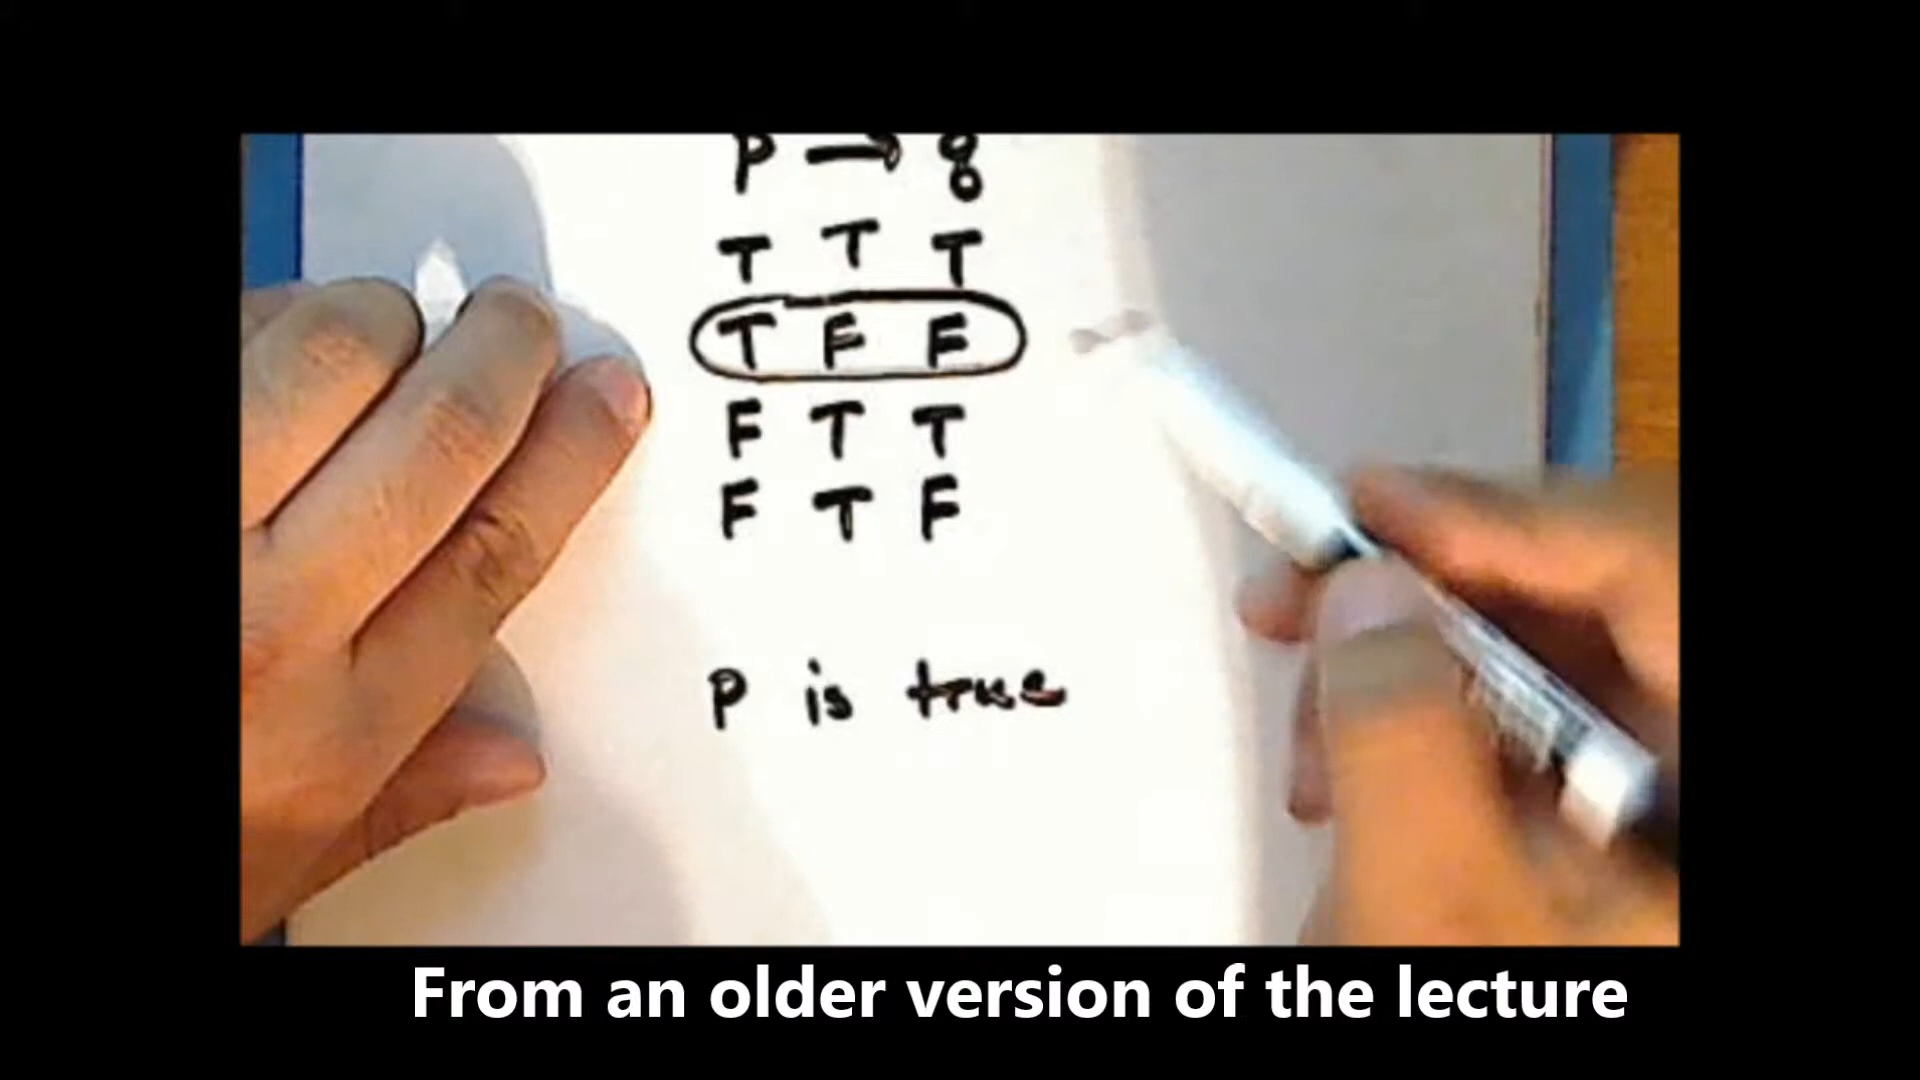 P → q
T T T
T F F
F T T
F T F
P is true
From an older version of the lecture